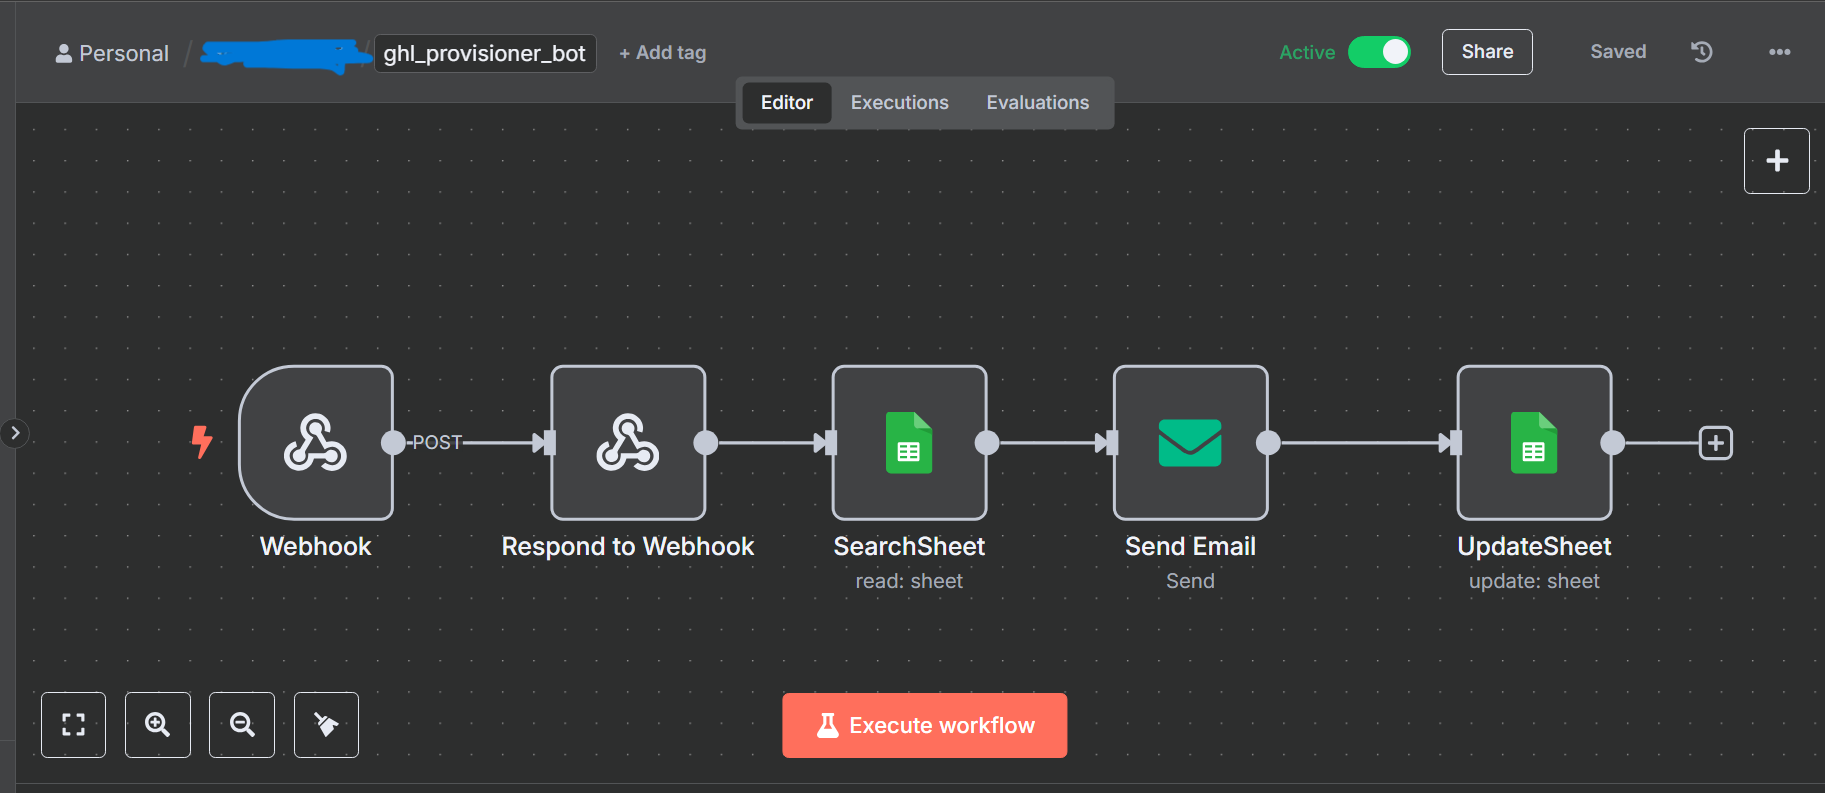 Personal / / ghl_provisioner_bot + Add tag Active Share Saved
Editor Executions Evaluations
POST
Webhook Respond to Webhook SearchSheet Send Email UpdateSheet
read: sheet Send update: sheet
Execute workflow